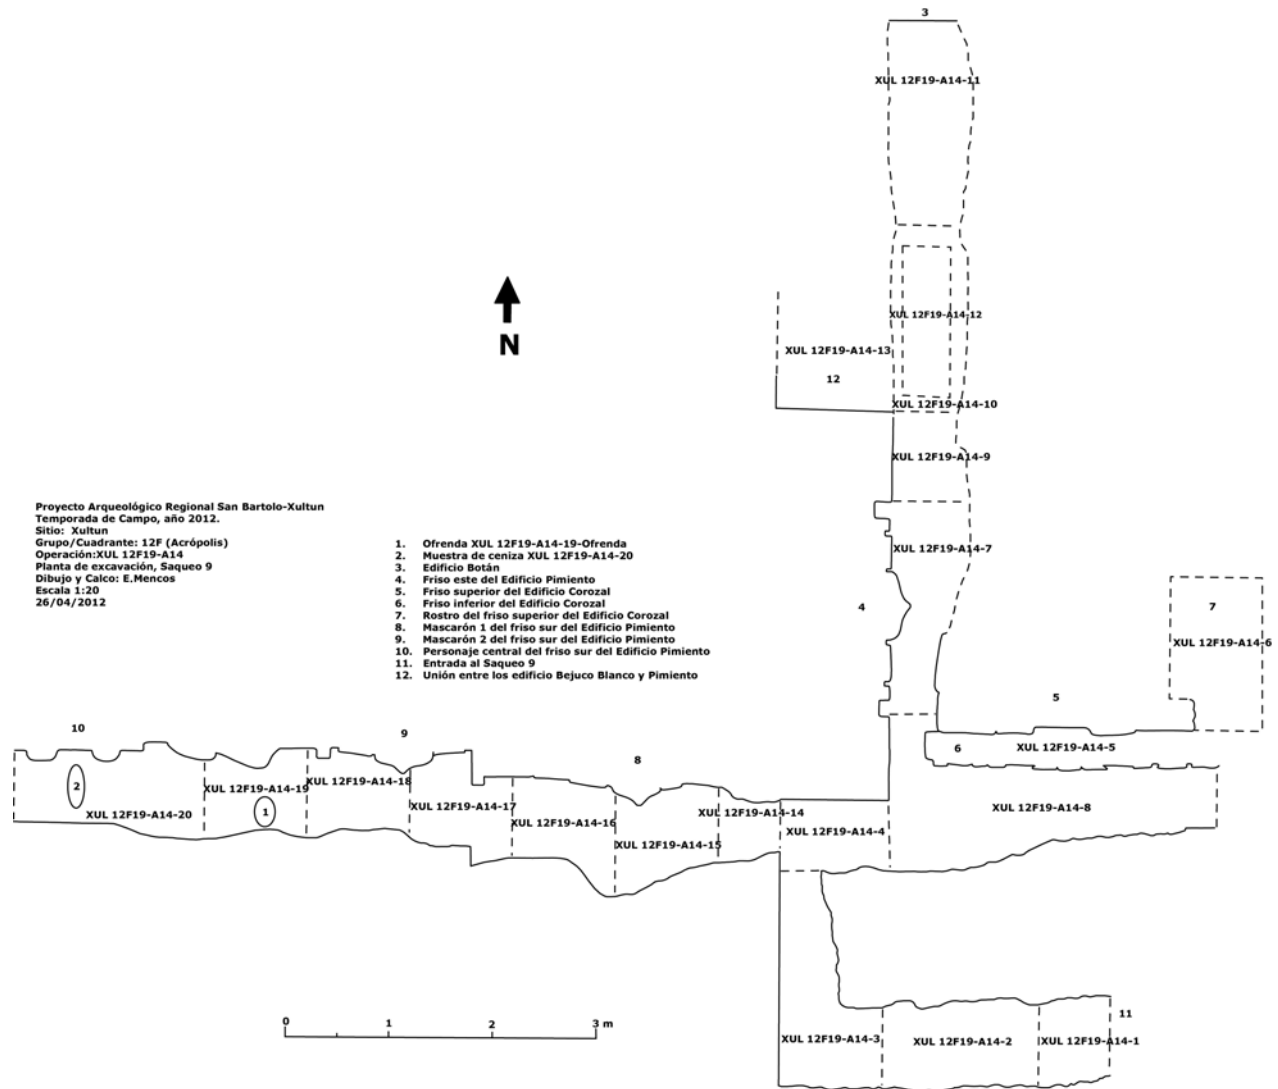 3
XUL 12F19-A14-11
XUL 12F19-A14-12
XUL 12F19-A14-13
12
XUL 12F19-A14-10
XUL 12F19-A14-9
N
XUL 12F19-A14-7
4
7
XUL 12F19-A14-6
5
6
XUL 12F19-A14-5
Proyecto Arqueológico Regional San Bartolo-Xultun
Temporada de Campo, año 2012.
Sitio: Xultun
Grupo/Cuadrante: 12F (Acrópolis)
Operación:XUL 12F19-A14
Planta de excavación, Saqueo 9
Dibujo y Calco: E.Mencos
Escala 1:20
26/04/2012
1. Ofrenda XUL 12F19-A14-19-Ofrenda
2. Muestra de ceniza XUL 12F19-A14-20
3. Edificio Botán
4. Friso este del Edificio Pimiento
5. Friso superior del Edificio Corozal
6. Friso inferior del Edificio Corozal
7. Rostro del friso superior del Edificio Corozal
8. Mascarón 1 del friso sur del Edificio Pimiento
9. Mascarón 2 del friso sur del Edificio Pimiento
10. Personaje central del friso sur del Edificio Pimiento
11. Entrada al Saqueo 9
12. Unión entre los edificio Bejuco Blanco y Pimiento
10
9
8
2
XUL 12F19-A14-20
XUL 12F19-A14-19
1
XUL 12F19-A14-18
XUL 12F19-A14-17
XUL 12F19-A14-16
XUL 12F19-A14-15
XUL 12F19-A14-14
XUL 12F19-A14-4
XUL 12F19-A14-8
0 1 2 3 m
11
XUL 12F19-A14-3
XUL 12F19-A14-2
XUL 12F19-A14-1